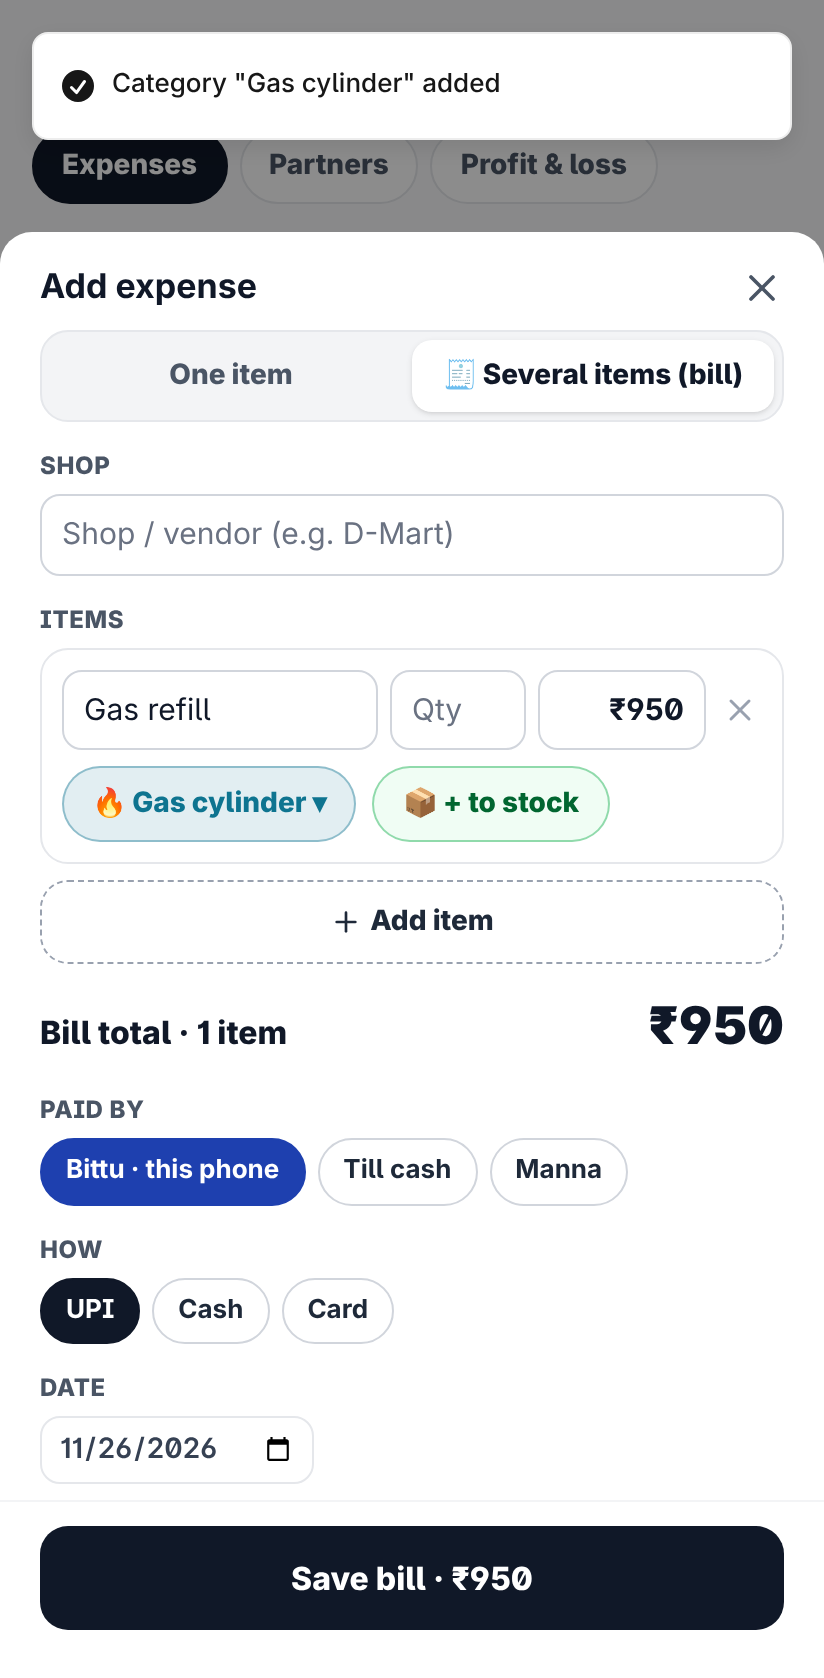 Category "Gas cylinder" added
Expenses Partners Profit & loss
Add expense
One item 🧾 Several items (bill)
SHOP
Shop / vendor (e.g. D-Mart)
ITEMS
Gas refill Qty ₹950
🔥 Gas cylinder ▾ 📦 + to stock
+ Add item
Bill total · 1 item ₹950
PAID BY
Bittu · this phone Till cash Manna
HOW
UPI Cash Card
DATE
11/26/2026
Save bill · ₹950